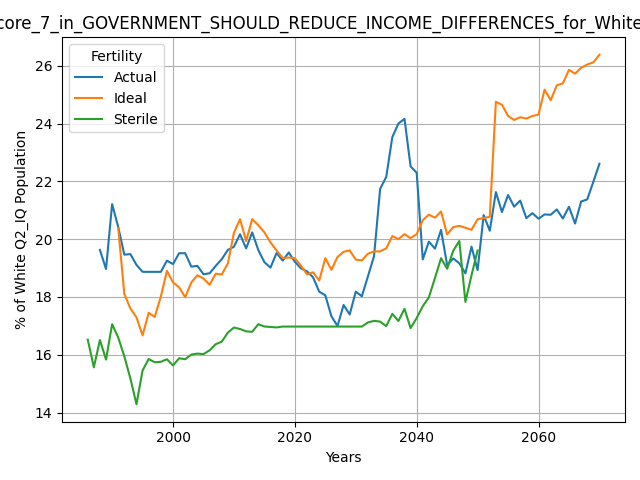 core_7_in_GOVERNMENT_SHOULD_REDUCE_INCOME_DIFFERENCES_for_White
Fertility
Actual
Ideal
Sterile
% of White Q2_IQ Population
26
24
22
20
18
16
14
2000 2020 2040 2060
Years